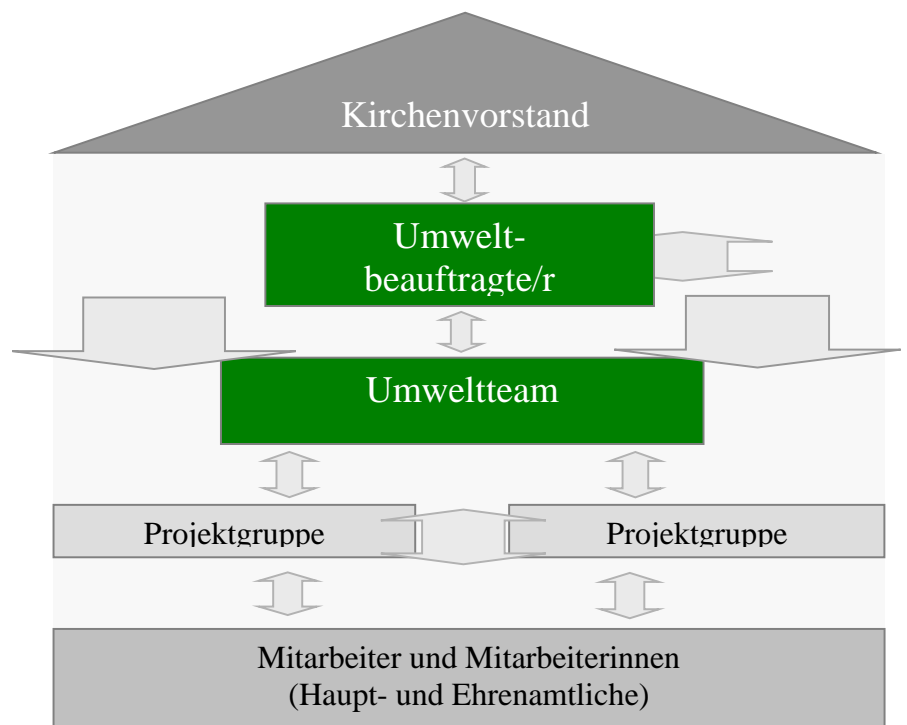 Kirchenvorstand
Umwelt-
beauftragte/r
Umweltteam
Projektgruppe
Projektgruppe
Mitarbeiter und Mitarbeiterinnen
(Haupt- und Ehrenamtliche)